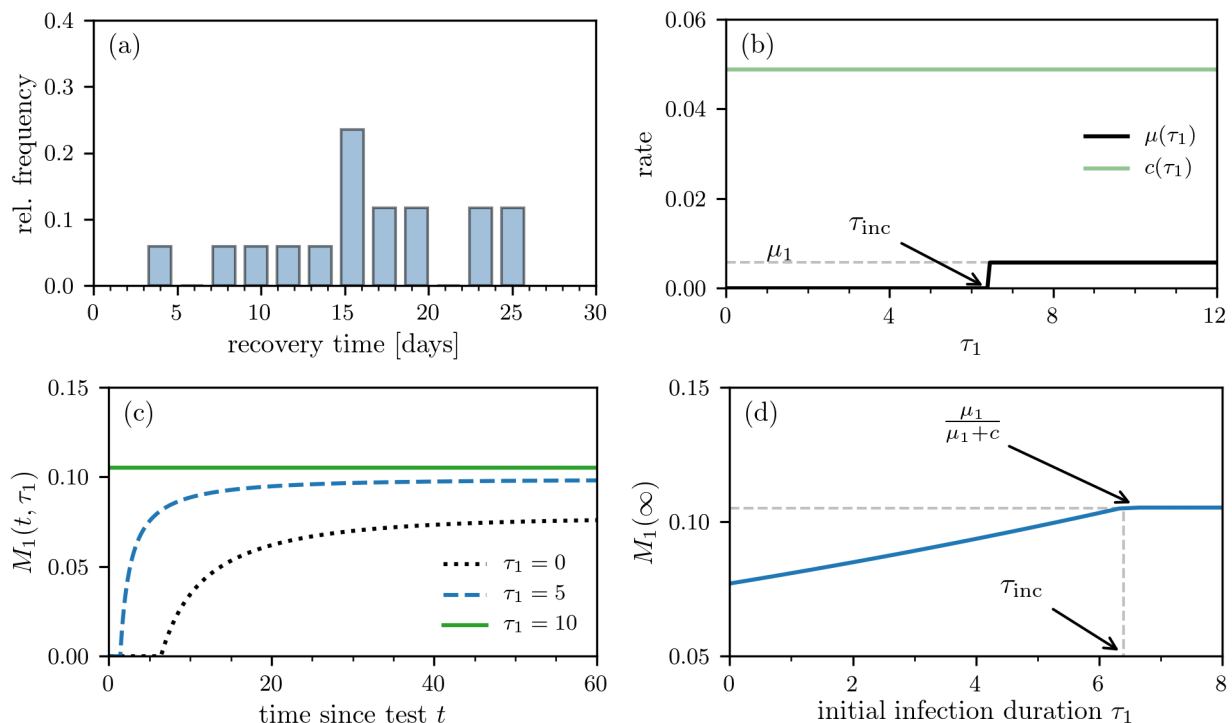 (a)
rel. frequency
0.4
0.3
0.2
0.1
0.0
0 5 10 15 20 25 30
recovery time [days]
(b)
rate
0.06
0.04
0.02
0.00
μ(τ₁)
c(τ₁)
τ_inc
μ₁
0 4 8 12
τ₁
(c)
M₁(t, τ₁)
0.15
0.10
0.05
0.00
τ₁ = 0
τ₁ = 5
τ₁ = 10
0 20 40 60
time since test t
(d)
M₁(∞)
0.15
0.10
0.05
μ₁
μ₁+c
τ_inc
0 2 4 6 8
initial infection duration τ₁